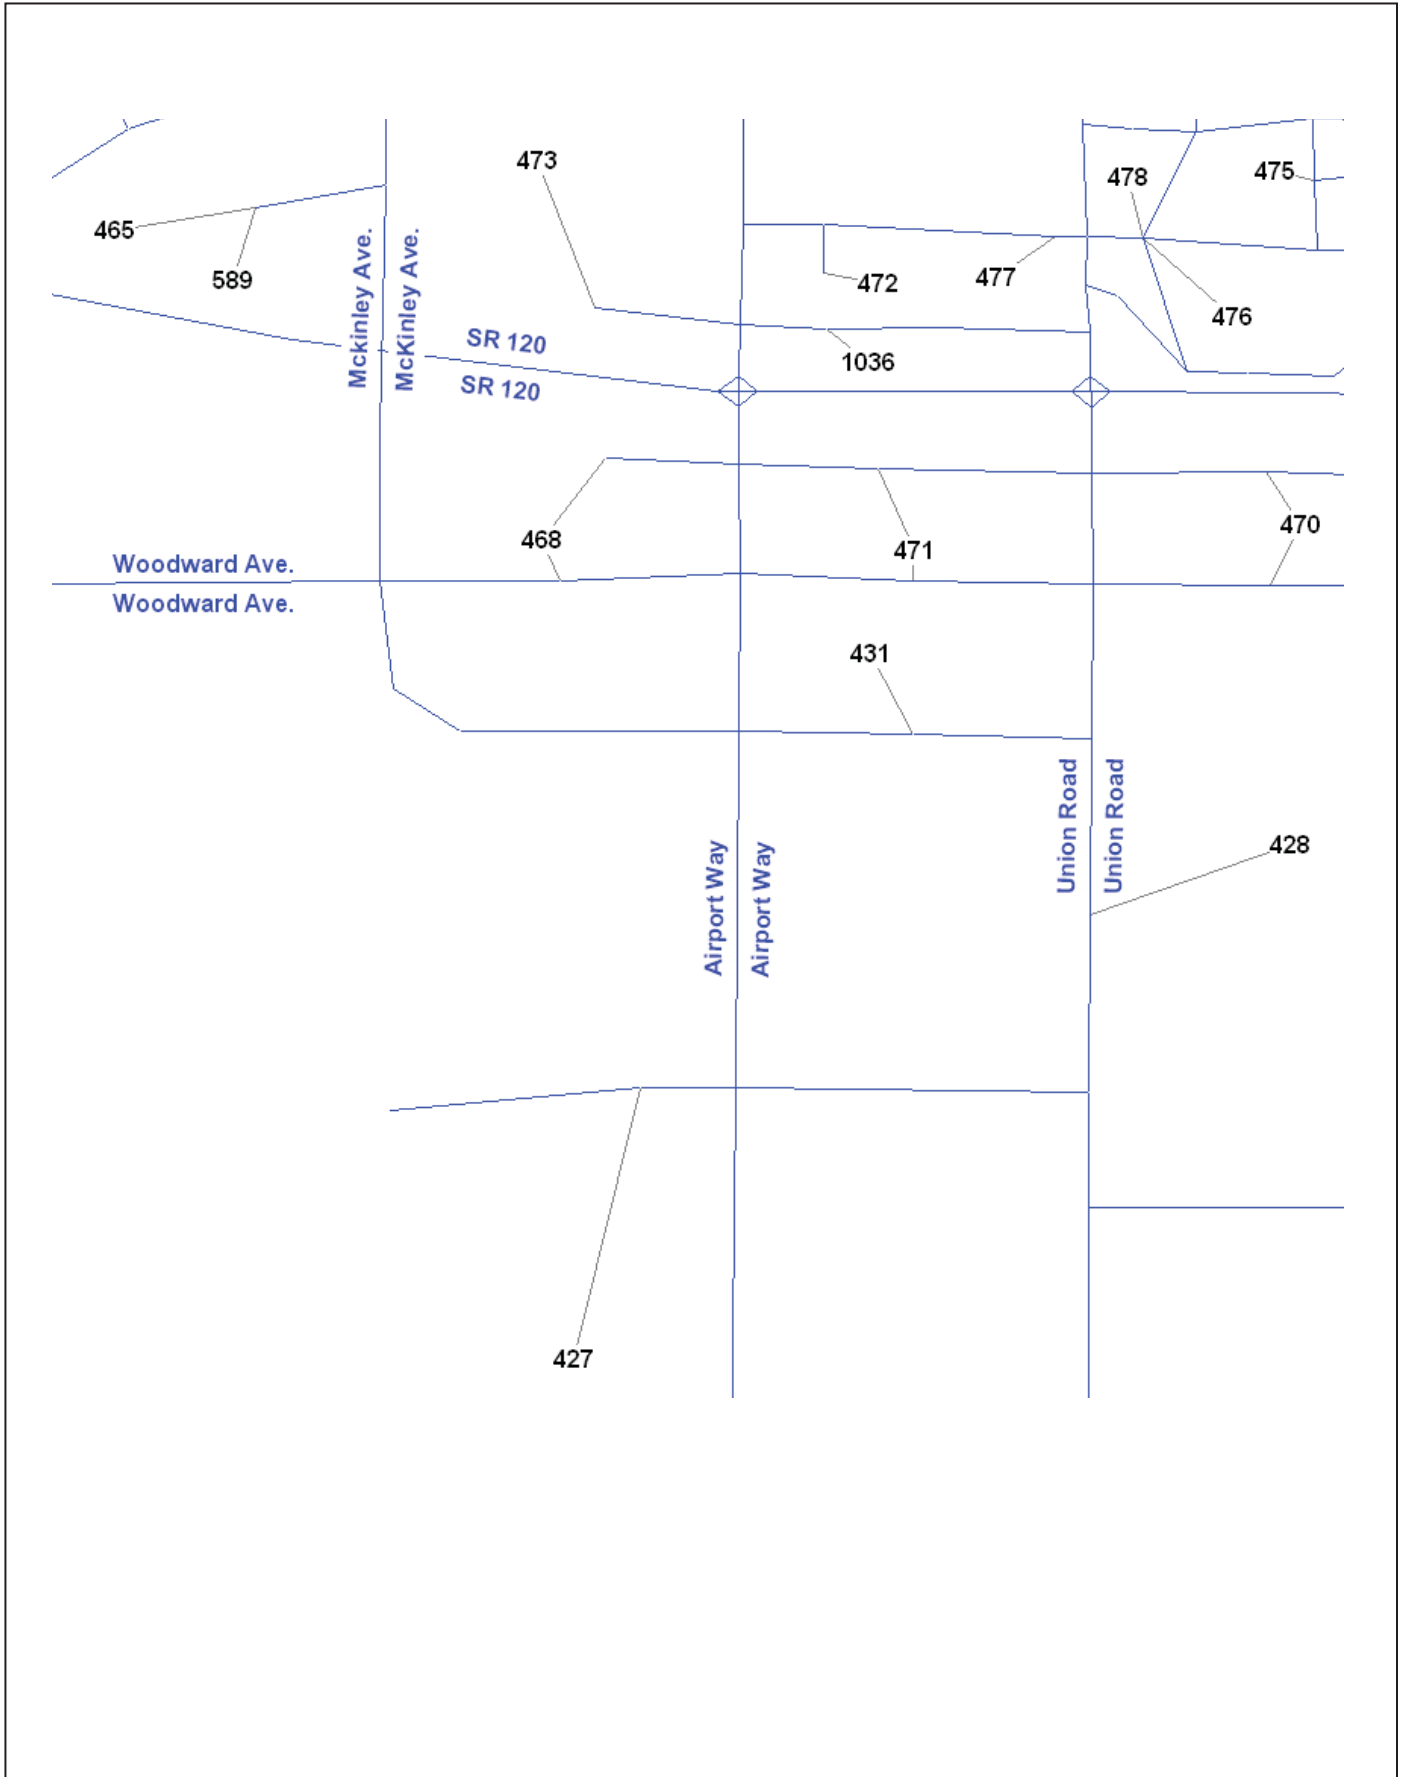 473
478
475
465
589
472
477
476
Mckinley Ave.
McKinley Ave.
SR 120
SR 120
1036
468
471
470
Woodward Ave.
Woodward Ave.
431
Union Road
Union Road
428
Airport Way
Airport Way
427